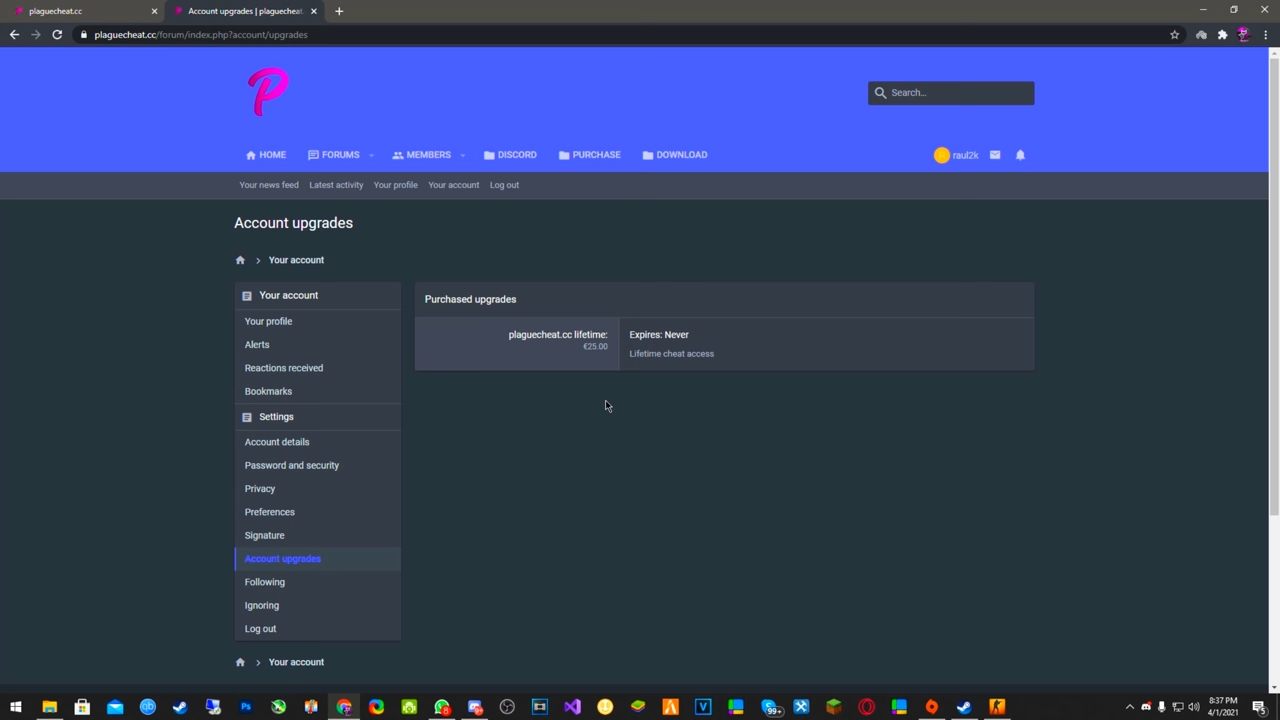 plaguecheat.cc
Account upgrades | plaguecheat.
plaguecheat.cc/forum/index.php?account/upgrades
P
Search...
HOME FORUMS MEMBERS DISCORD PURCHASE DOWNLOAD
raul2k
Your news feed Latest activity Your profile Your account Log out
Account upgrades
Your account
Your account
Your profile
Alerts
Reactions received
Bookmarks
Settings
Account details
Password and security
Privacy
Preferences
Signature
Account upgrades
Following
Ignoring
Log out
Purchased upgrades
plaguecheat.cc lifetime:
€25.00
Expires: Never
Lifetime cheat access
Your account
99+
8:37 PM
4/1/2021